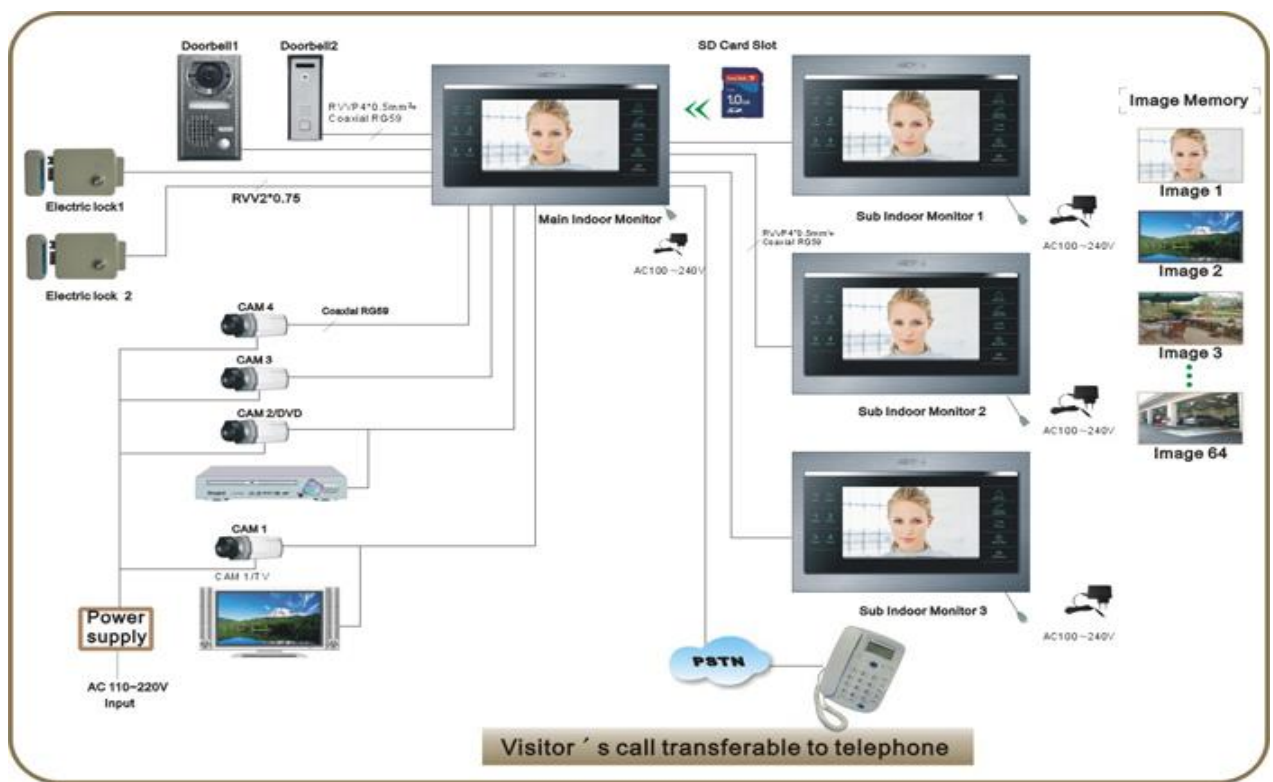 Doorbell1
Doorbell2
SD Card Slot
RVVP4*0.5mm²+
Coaxial RG59
1.0
Image Memory
Image 1
Electric lock1
RVV2*0.75
Main Indoor Monitor
AC100~240V
Sub Indoor Monitor 1
AC100~240V
RVVP4*0.5mm²+
Coaxial RG59
Image 2
Electric lock 2
CAM 4
Coaxial RG59
CAM 3
Image 3
CAM 2/DVD
Sub Indoor Monitor 2
AC100~240V
Image 64
CAM 1
CAM 1/TV
Power
supply
Sub Indoor Monitor 3
AC100~240V
PSTN
AC 110~220V
Input
Visitor ´ s call transferable to telephone